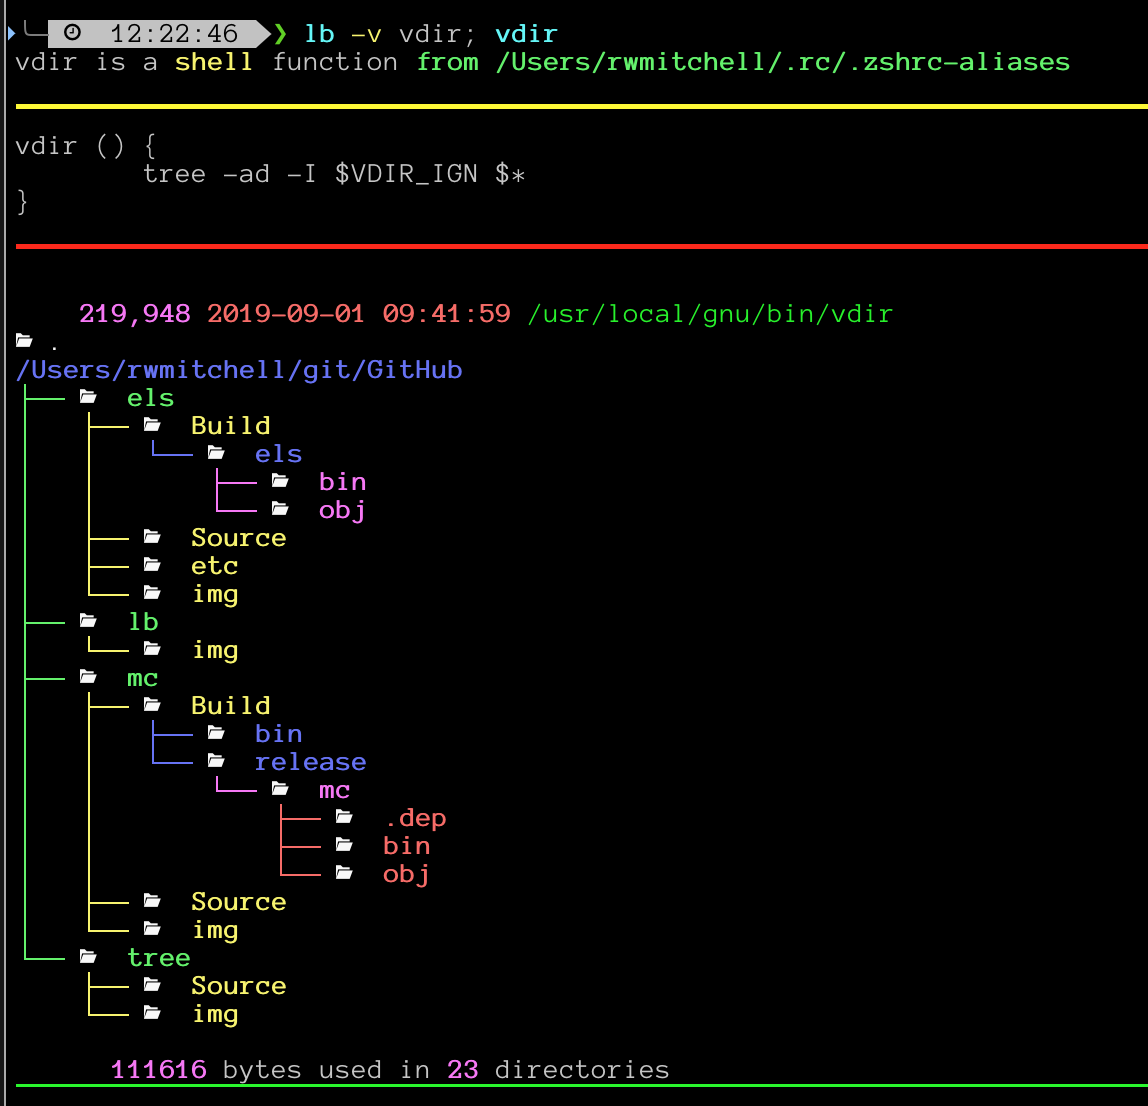 12:22:46 ❯ lb -v vdir; vdir
vdir is a shell function from /Users/rwmitchell/.rc/.zshrc-aliases
vdir () {
tree -ad -I $VDIR_IGN $*
}
219,948 2019-09-01 09:41:59 /usr/local/gnu/bin/vdir
.
/Users/rwmitchell/git/GitHub
├── els
├── Build
└── els
├── bin
└── obj
├── Source
├── etc
└── img
├── lb
└── img
├── mc
├── Build
├── bin
└── release
└── mc
├── .dep
├── bin
└── obj
├── Source
└── img
└── tree
├── Source
└── img
111616 bytes used in 23 directories